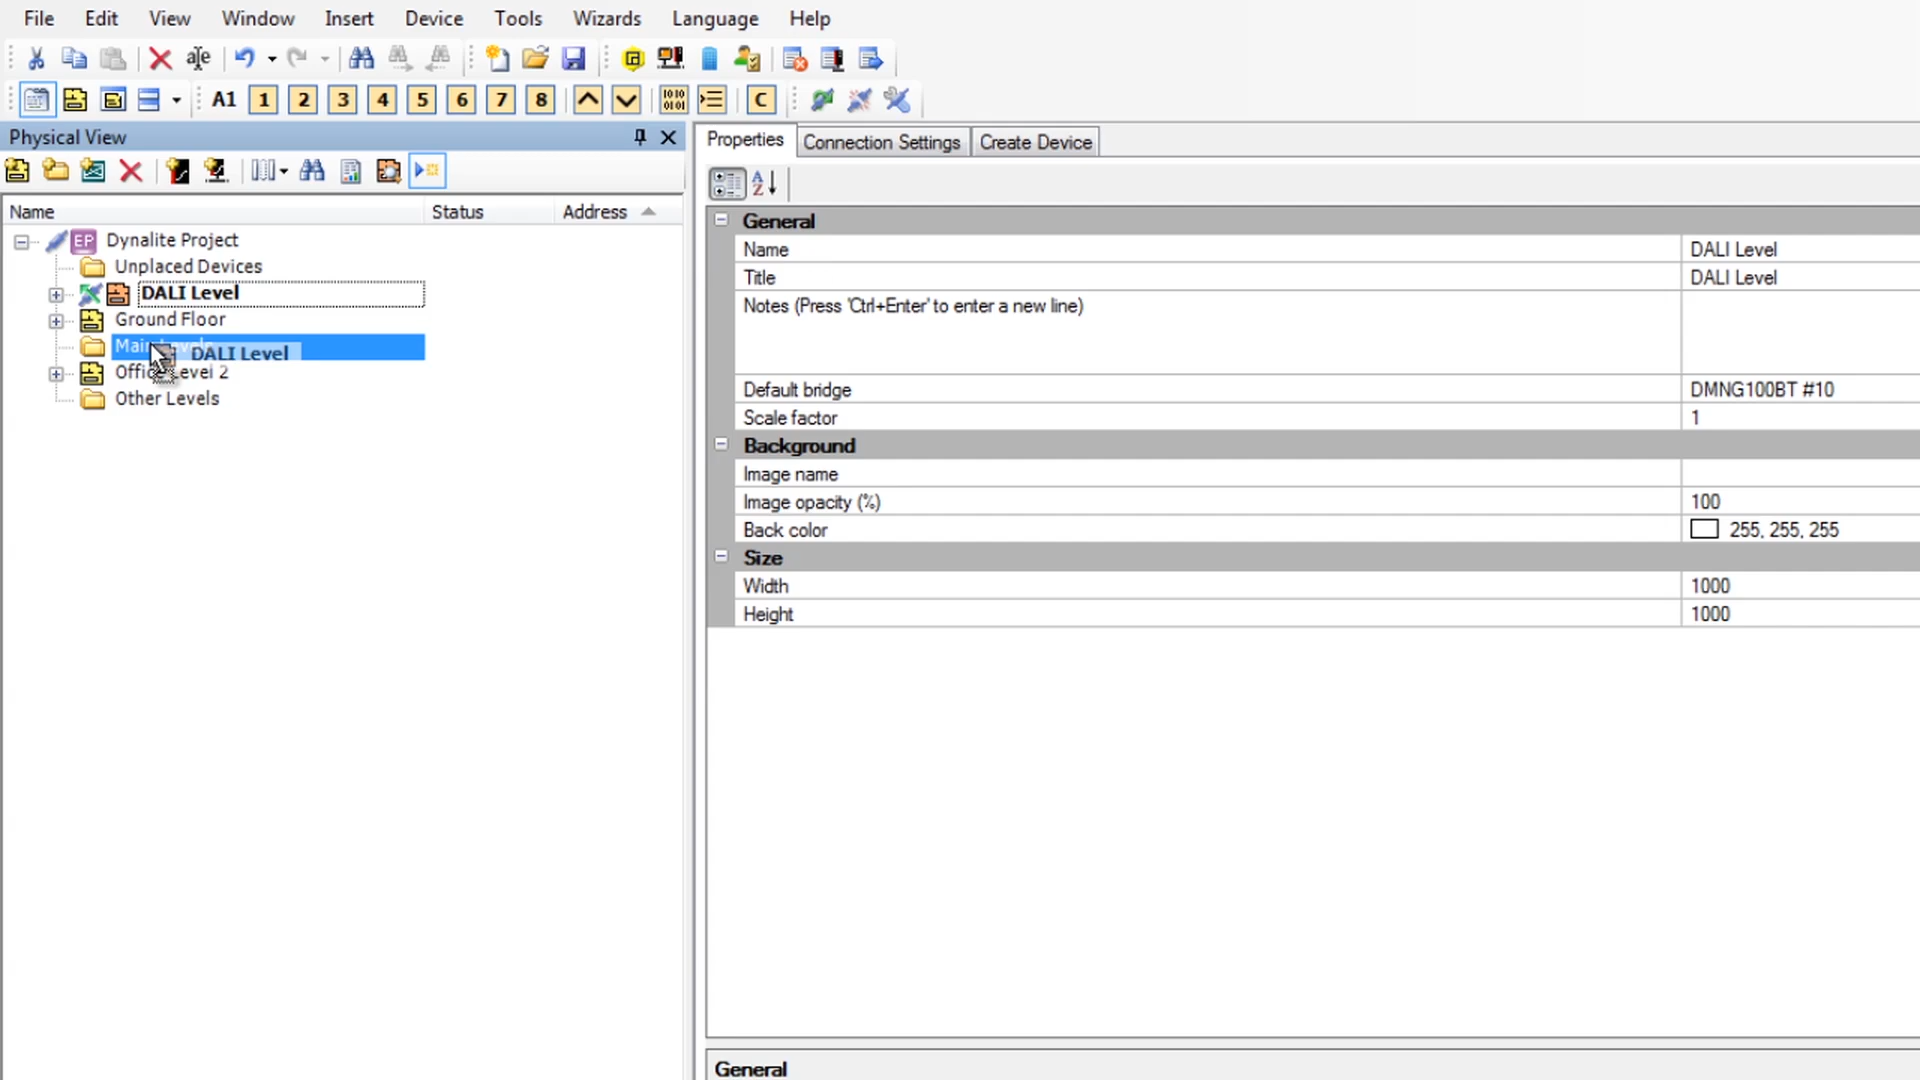 File Edit View Window Insert Device Tools Wizards Language Help
A1 1 2 3 4 5 6 7 8 C
Physical View
Properties Connection Settings Create Device
Name Status Address
Dynalite Project
Unplaced Devices
DALI Level
Ground Floor
DALI Level
Office Level 2
Other Levels
General
Name DALI Level
Title DALI Level
Notes (Press 'Ctrl+Enter' to enter a new line)
Default bridge DMNG100BT #10
Scale factor 1
Background
Image name
Image opacity (%) 100
Back color 255, 255, 255
Size
Width 1000
Height 1000
General